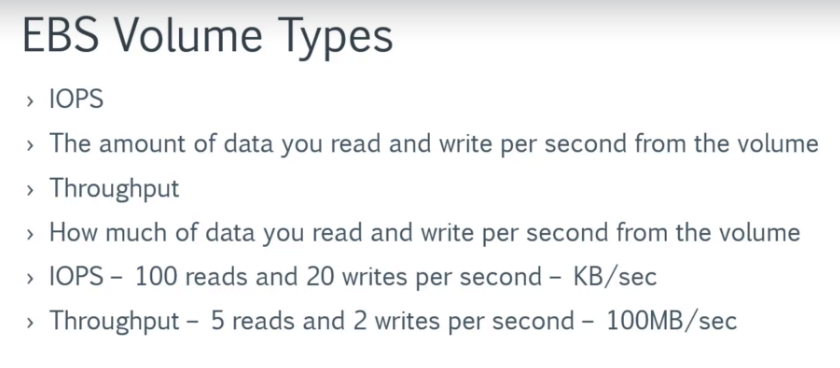 EBS Volume Types
› IOPS
› The amount of data you read and write per second from the volume
› Throughput
› How much of data you read and write per second from the volume
› IOPS – 100 reads and 20 writes per second – KB/sec
› Throughput – 5 reads and 2 writes per second – 100MB/sec